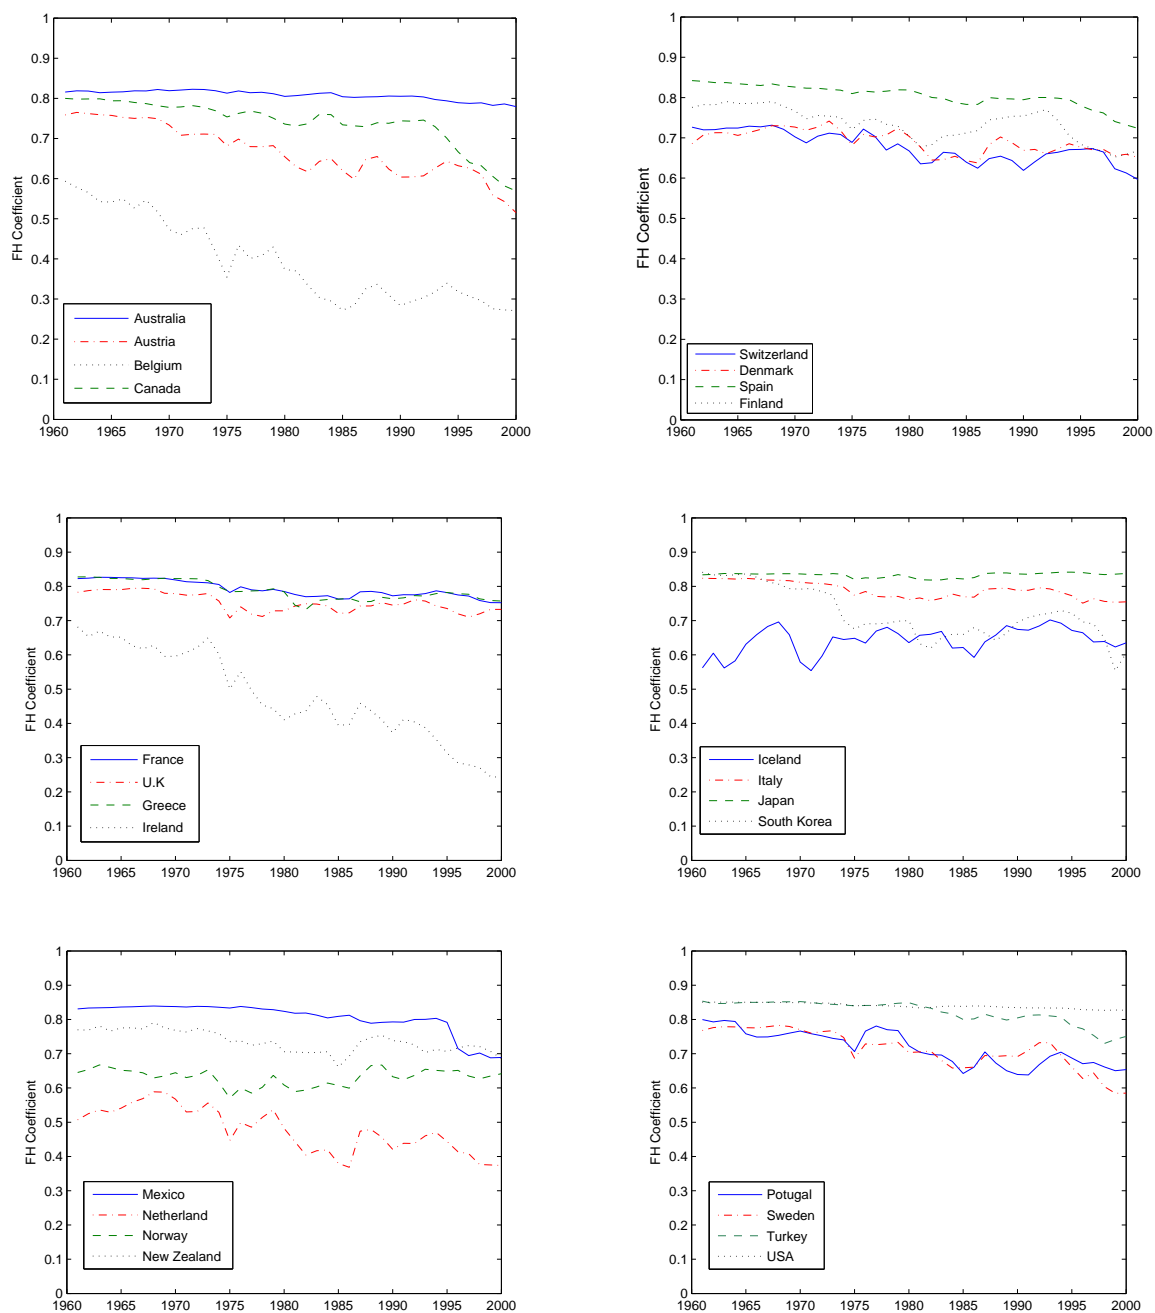 1
0.9
0.8
0.7
0.6
0.5
0.4
0.3
0.2
0.1
0
1960 1965 1970 1975 1980 1985 1990 1995 2000
FH Coefficient
Australia
Austria
Belgium
Canada
1
0.9
0.8
0.7
0.6
0.5
0.4
0.3
0.2
0.1
0
1960 1965 1970 1975 1980 1985 1990 1995 2000
FH Coefficient
Switzerland
Denmark
Spain
Finland
1
0.9
0.8
0.7
0.6
0.5
0.4
0.3
0.2
0.1
0
1960 1965 1970 1975 1980 1985 1990 1995 2000
FH Coefficient
France
U.K
Greece
Ireland
1
0.9
0.8
0.7
0.6
0.5
0.4
0.3
0.2
0.1
0
1960 1965 1970 1975 1980 1985 1990 1995 2000
FH Coefficient
Iceland
Italy
Japan
South Korea
1
0.9
0.8
0.7
0.6
0.5
0.4
0.3
0.2
0.1
0
1960 1965 1970 1975 1980 1985 1990 1995 2000
FH Coefficient
Mexico
Netherland
Norway
New Zealand
1
0.9
0.8
0.7
0.6
0.5
0.4
0.3
0.2
0.1
0
1960 1965 1970 1975 1980 1985 1990 1995 2000
FH Coefficient
Potugal
Sweden
Turkey
USA